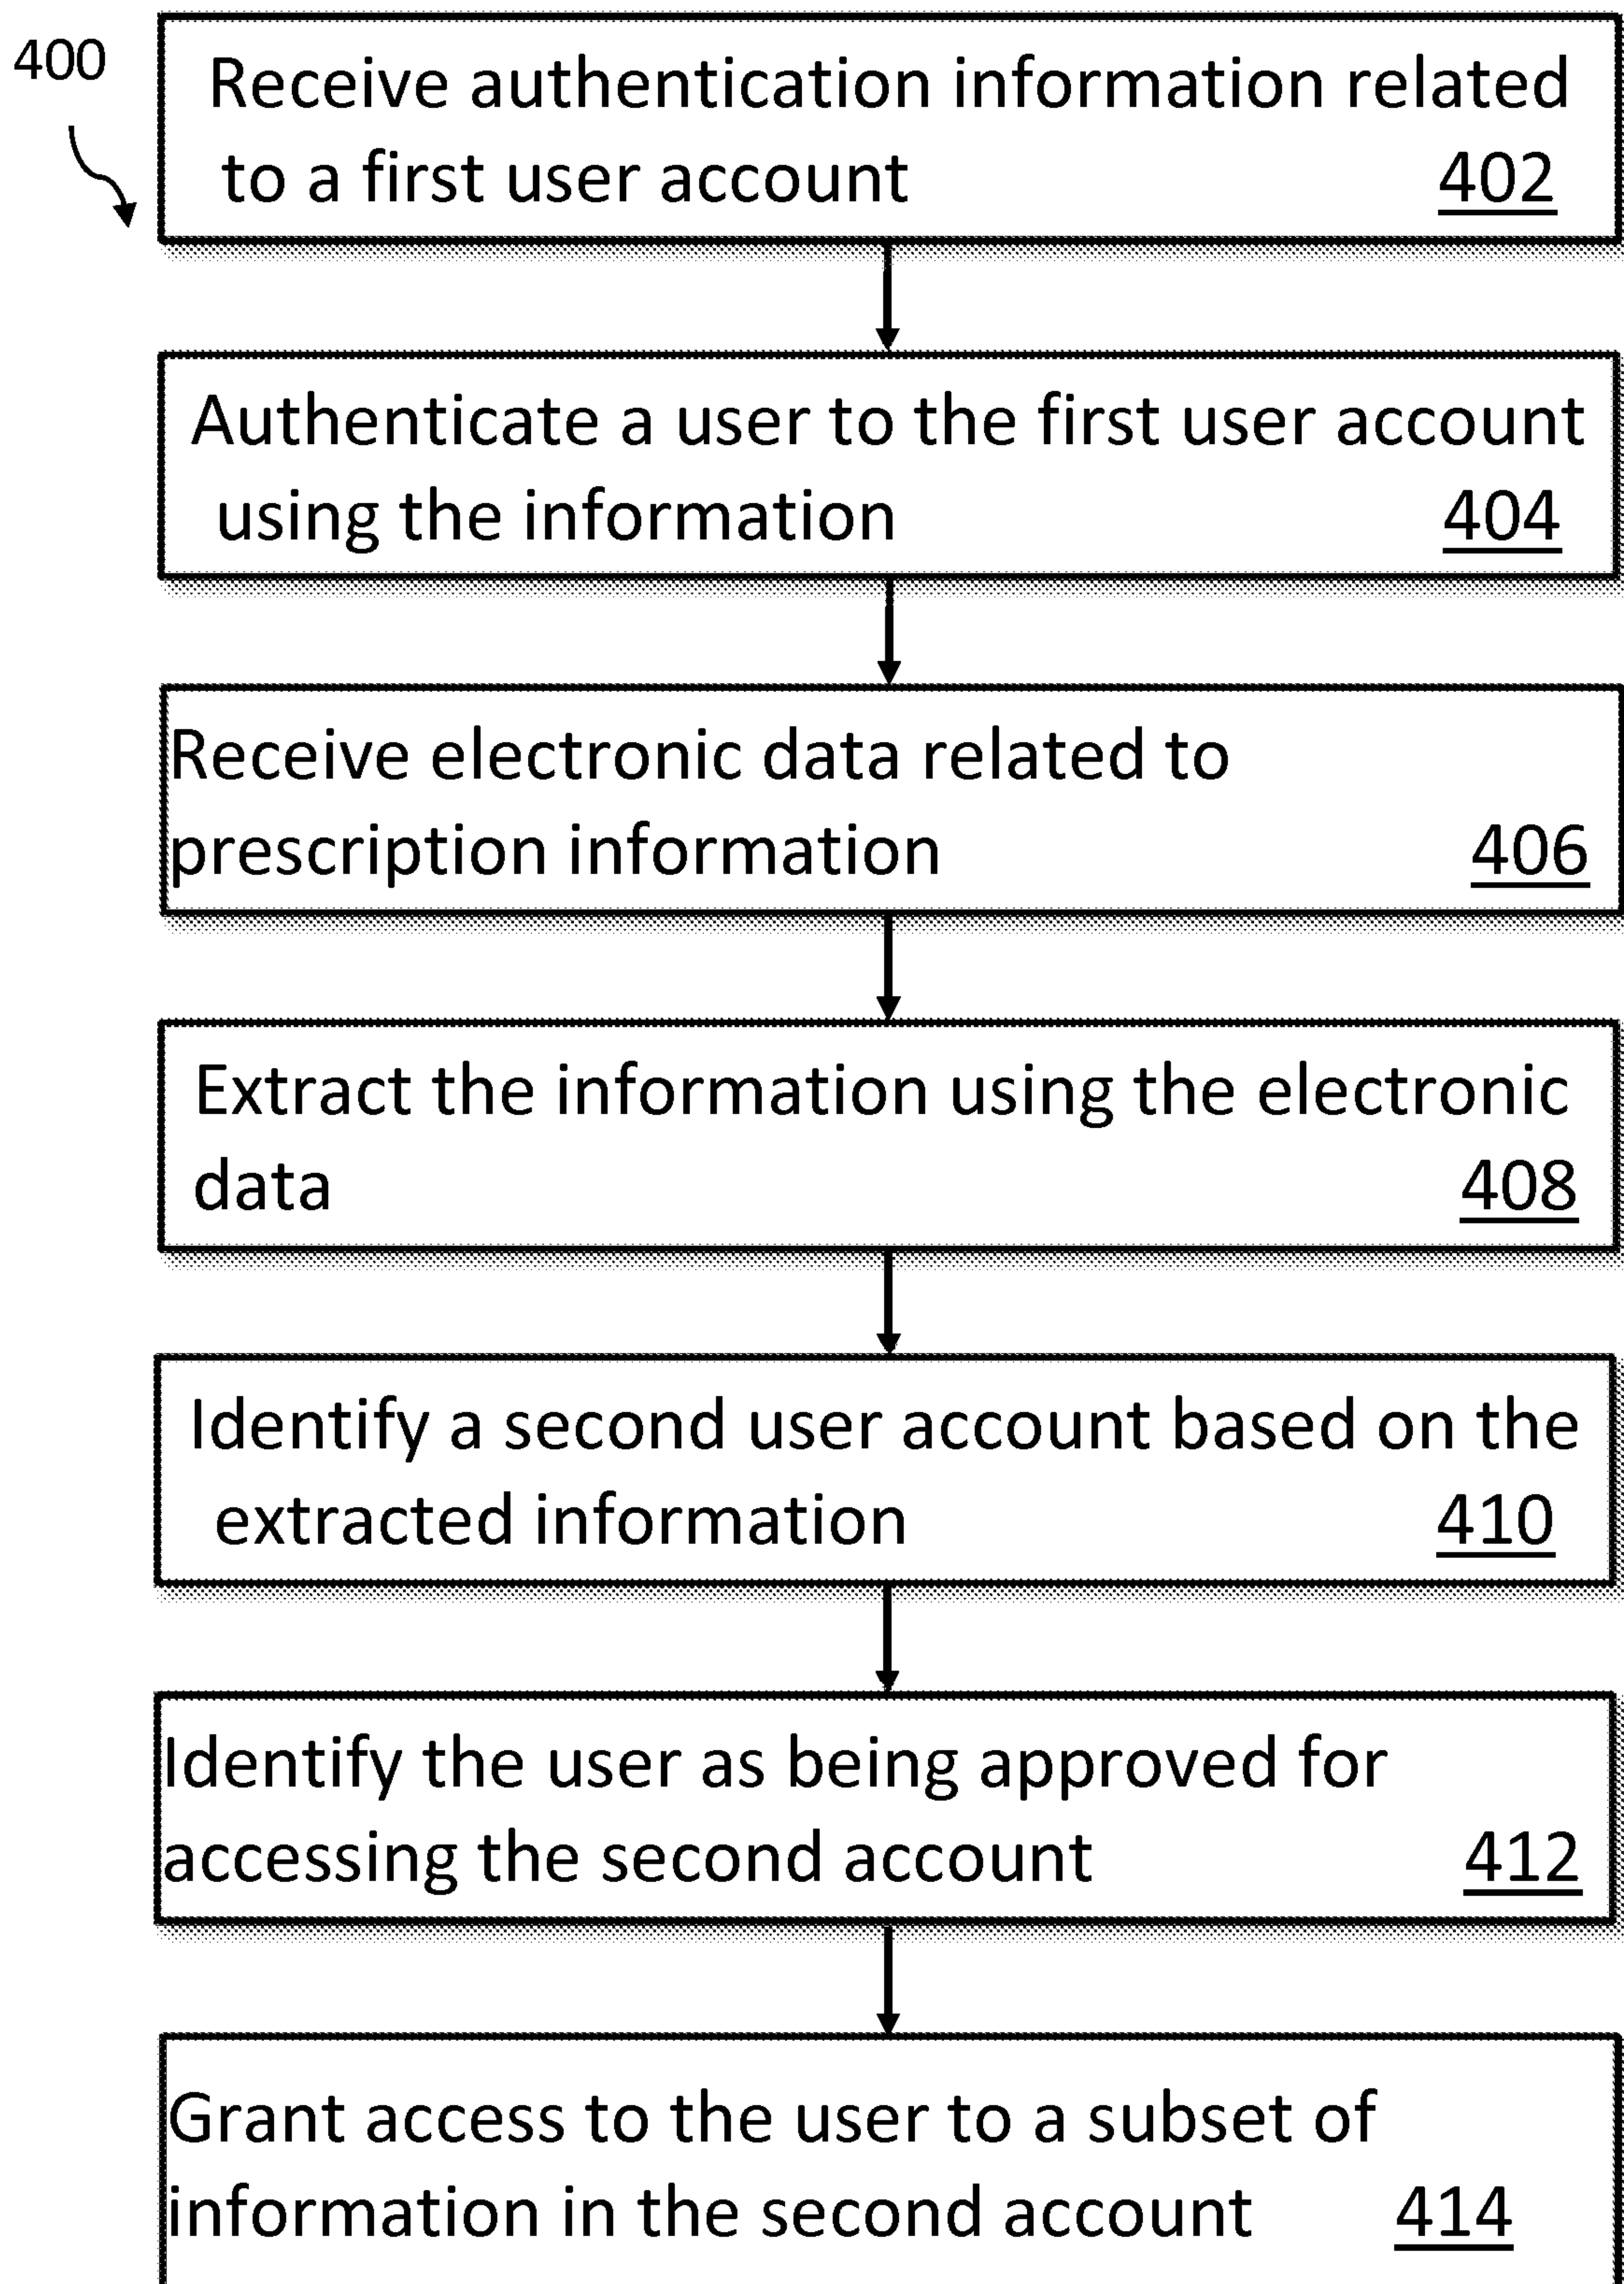 400
Receive authentication information related
to a first user account 402
Authenticate a user to the first user account
using the information 404
Receive electronic data related to
prescription information 406
Extract the information using the electronic
data 408
Identify a second user account based on the
extracted information 410
Identify the user as being approved for
accessing the second account 412
Grant access to the user to a subset of
information in the second account 414